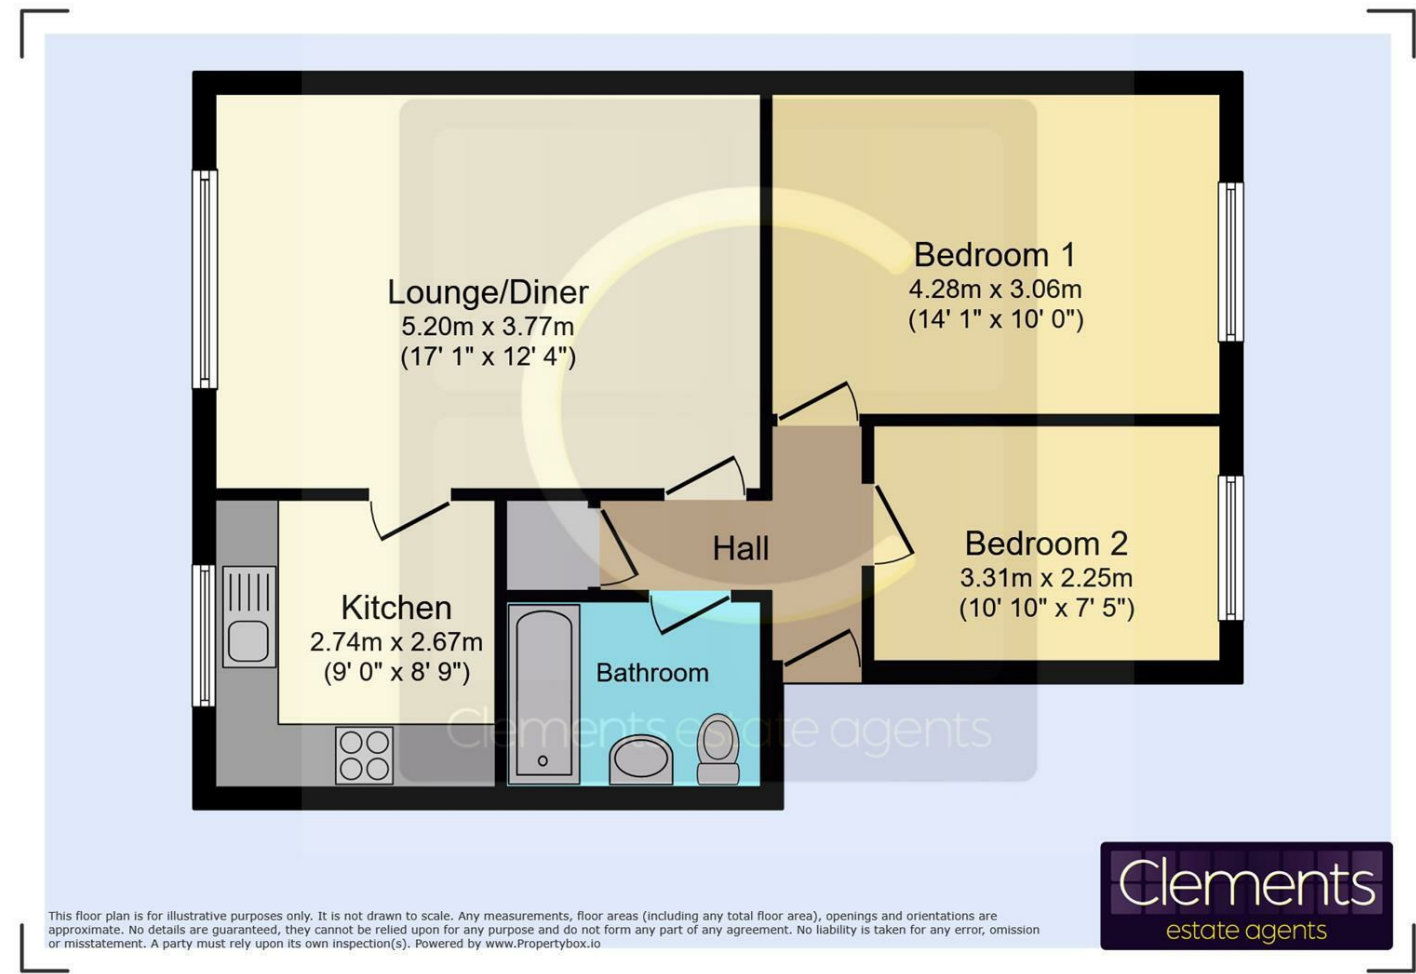 Lounge/Diner
5.20m x 3.77m
(17' 1" x 12' 4")
Bedroom 1
4.28m x 3.06m
(14' 1" x 10' 0")
Hall
Bedroom 2
3.31m x 2.25m
(10' 10" x 7' 5")
Kitchen
2.74m x 2.67m
(9' 0" x 8' 9")
Bathroom
Clements estate agents
Clements
estate agents
This floor plan is for illustrative purposes only. It is not drawn to scale. Any measurements, floor areas (including any total floor area), openings and orientations are
approximate. No details are guaranteed, they cannot be relied upon for any purpose and do not form any part of any agreement. No liability is taken for any error, omission
or misstatement. A party must rely upon its own inspection(s). Powered by www.Propertybox.io